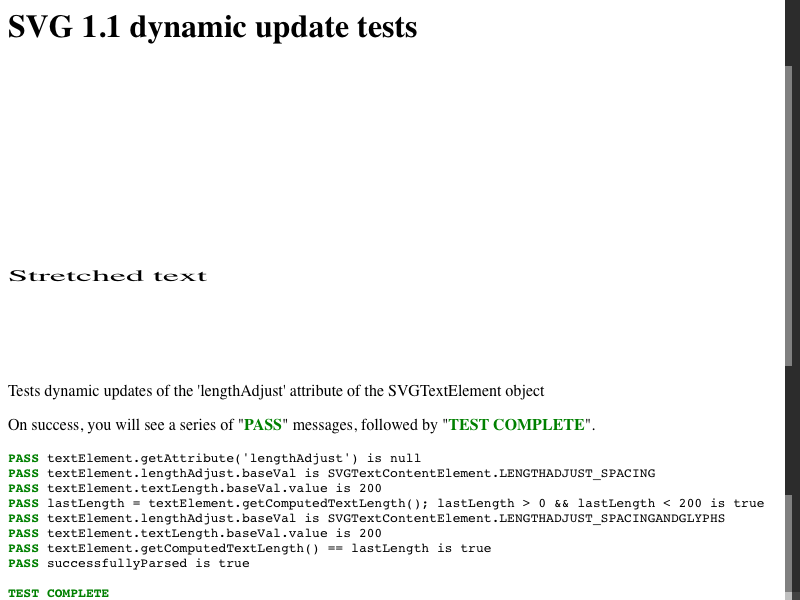 SVG 1.1 dynamic update tests
Stretched text
Tests dynamic updates of the 'lengthAdjust' attribute of the SVGTextElement object
On success, you will see a series of "PASS" messages, followed by "TEST COMPLETE".
PASS textElement.getAttribute('lengthAdjust') is null
PASS textElement.lengthAdjust.baseVal is SVGTextContentElement.LENGTHADJUST_SPACING
PASS textElement.textLength.baseVal.value is 200
PASS lastLength = textElement.getComputedTextLength(); lastLength > 0 && lastLength < 200 is true
PASS textElement.lengthAdjust.baseVal is SVGTextContentElement.LENGTHADJUST_SPACINGANDGLYPHS
PASS textElement.textLength.baseVal.value is 200
PASS textElement.getComputedTextLength() == lastLength is true
PASS successfullyParsed is true
TEST COMPLETE